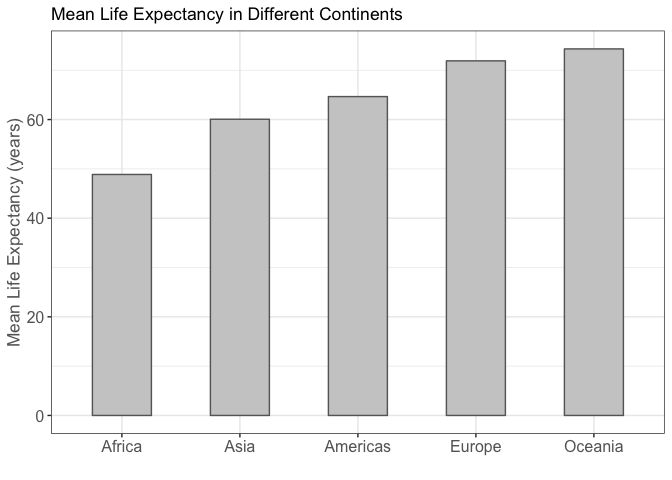 Mean Life Expectancy in Different Continents
Mean Life Expectancy (years)
60
40
20
0
Africa Asia Americas Europe Oceania